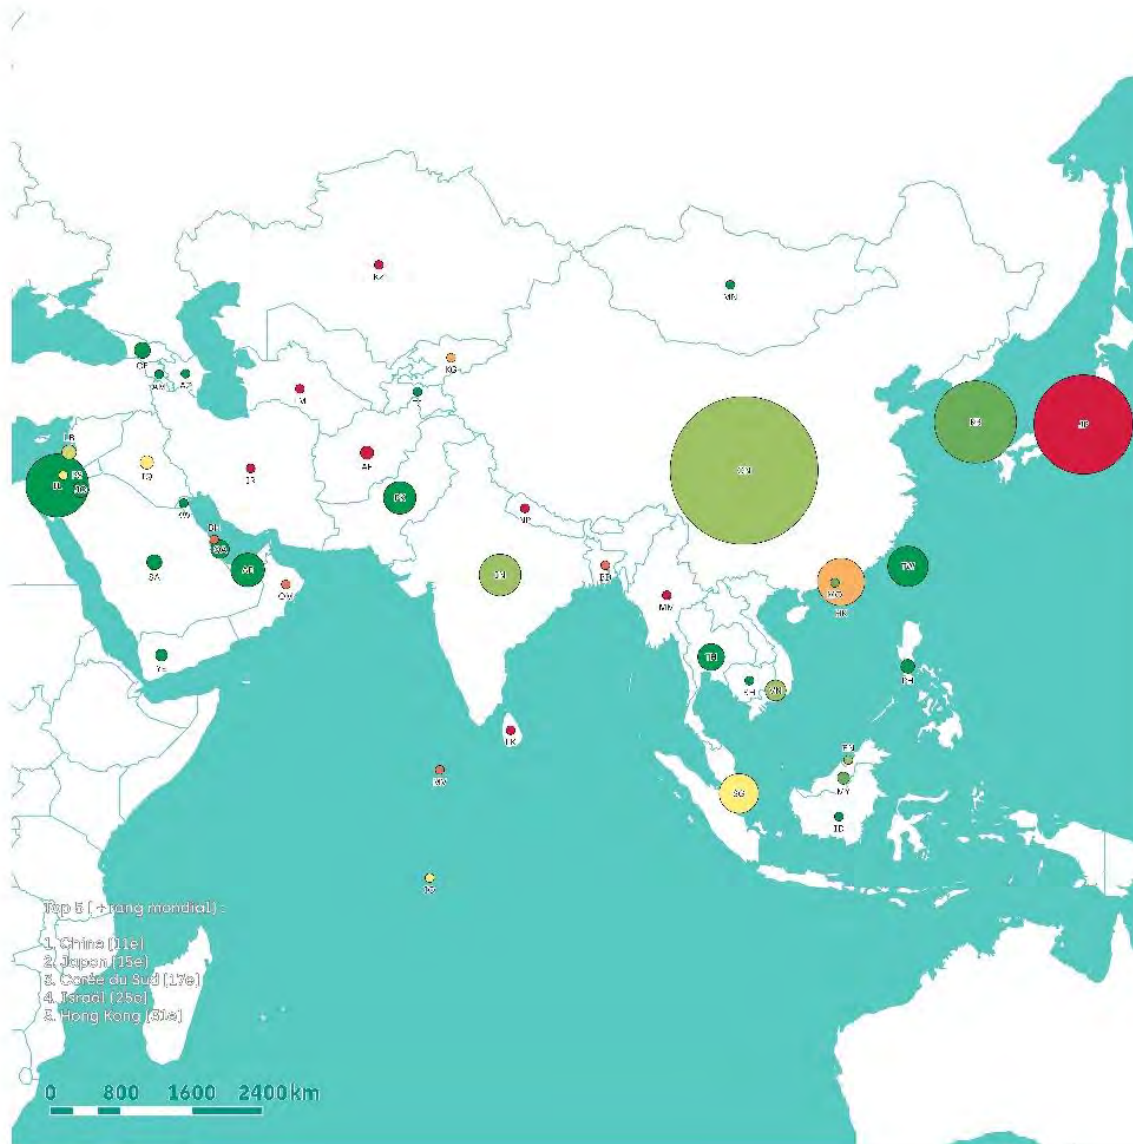 KZ
MN
GE
KG
AM
AZ
TM
TJ
LB
KR
JP
PS
IQ
IR
AF
CN
IL
JO
PK
KW
NP
BH
QA
TW
SA
AE
IN
BD
OM
MO
MM
HK
YE
TH
PH
KH
VN
LK
BN
MV
MY
SG
ID
IO
Top 5 (+rang mondial) :
1. Chine (11e)
2. Japon (15e)
3. Corée du Sud (17e)
4. Israël (25e)
5. Hong Kong (31e)
0 800 1600 2400 km